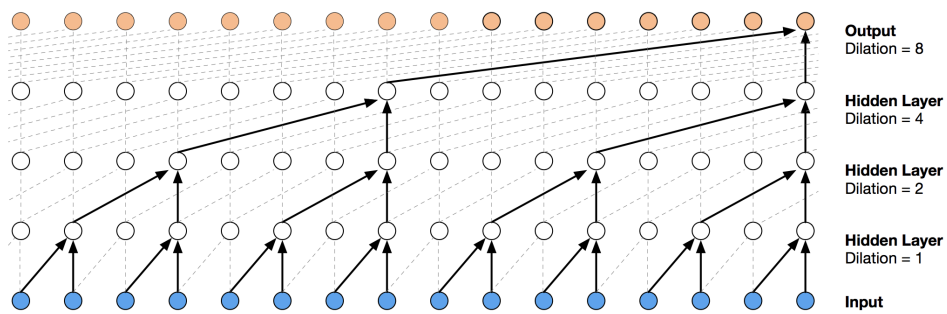 Output
Dilation = 8
Hidden Layer
Dilation = 4
Hidden Layer
Dilation = 2
Hidden Layer
Dilation = 1
Input